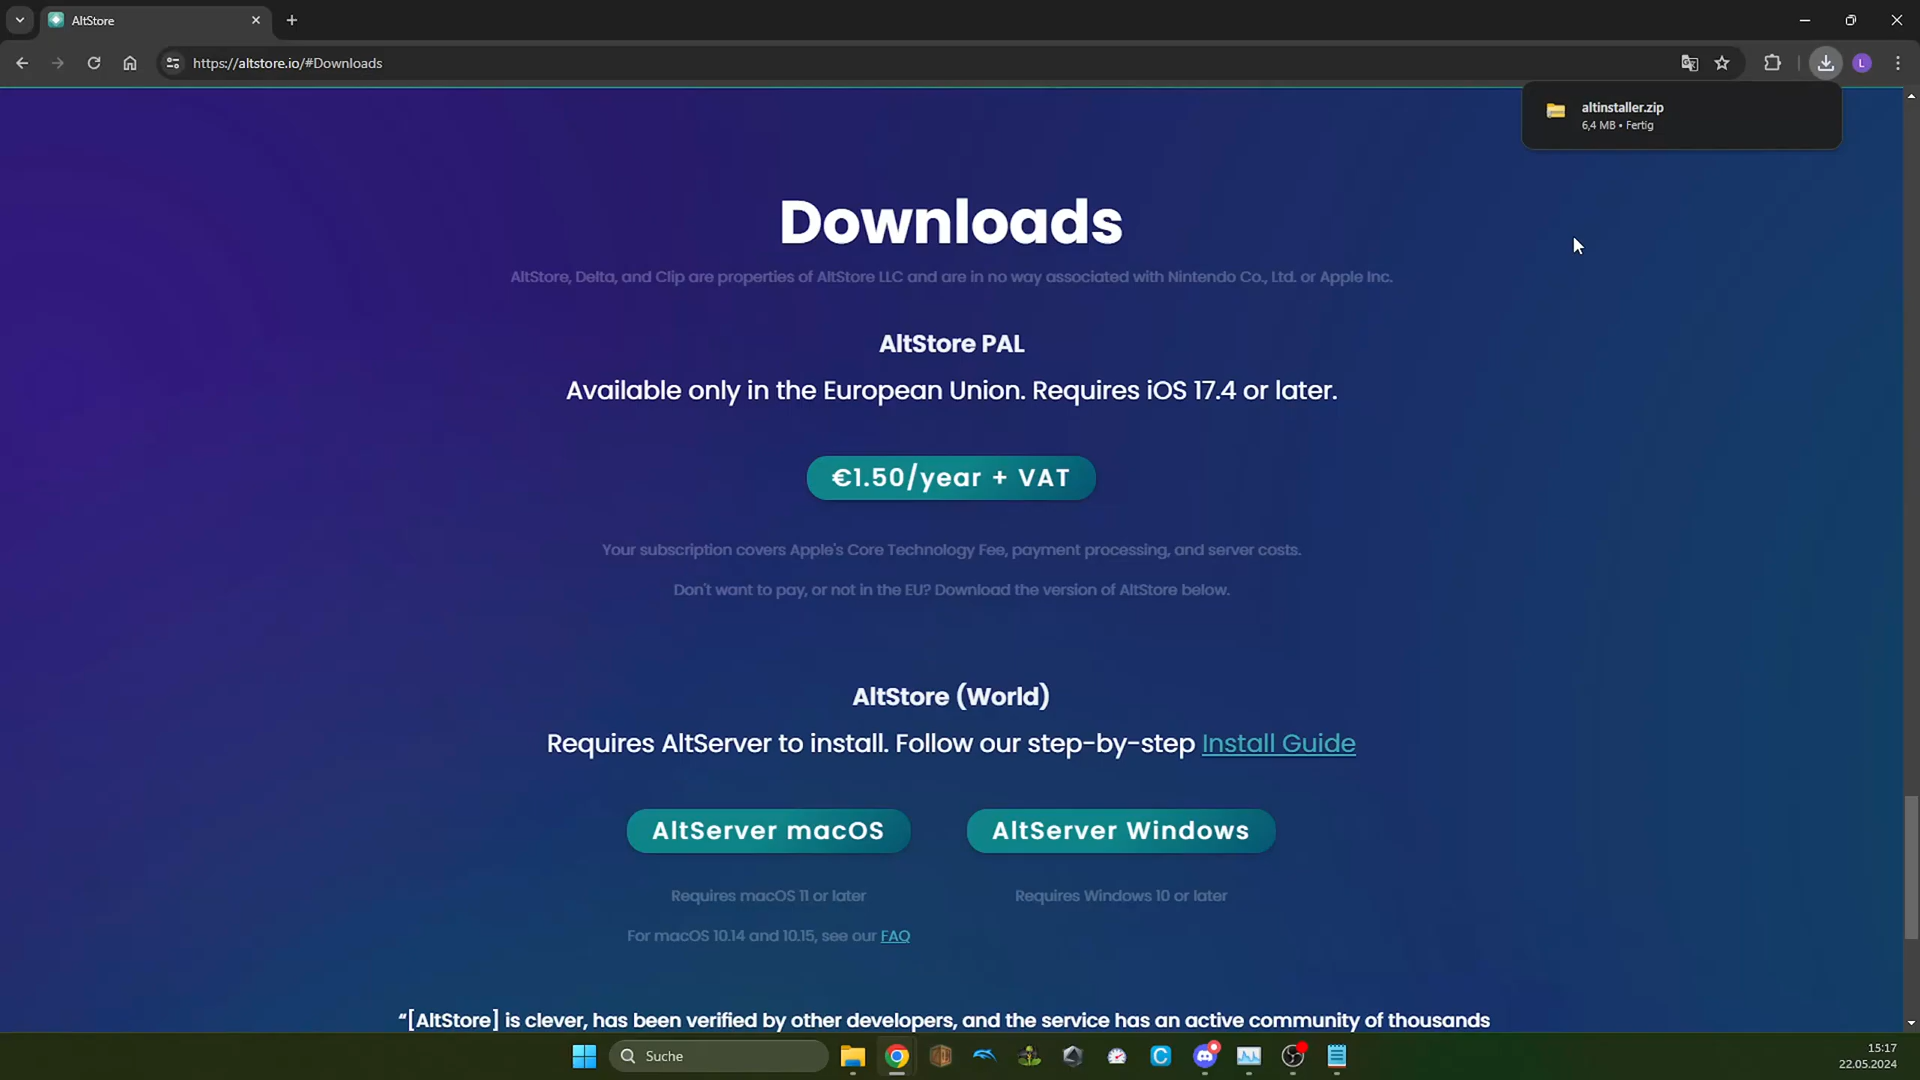 AltStore
https://altstore.io/#Downloads
L
altinstaller.zip
6,4 MB • Fertig
Downloads
AltStore, Delta, and Clip are properties of AltStore LLC and are in no way associated with Nintendo Co., Ltd. or Apple Inc.
AltStore PAL
Available only in the European Union. Requires iOS 17.4 or later.
€1.50/year + VAT
Your subscription covers Apple's Core Technology Fee, payment processing, and server costs.
Don't want to pay, or not in the EU? Download the version of AltStore below.
AltStore (World)
Requires AltServer to install. Follow our step-by-step Install Guide
AltServer macOS
AltServer Windows
Requires macOS 11 or later
Requires Windows 10 or later
For macOS 10.14 and 10.15, see our FAQ
“[AltStore] is clever, has been verified by other developers, and the service has an active community of thousands
Suche
C
15:17
22.05.2024